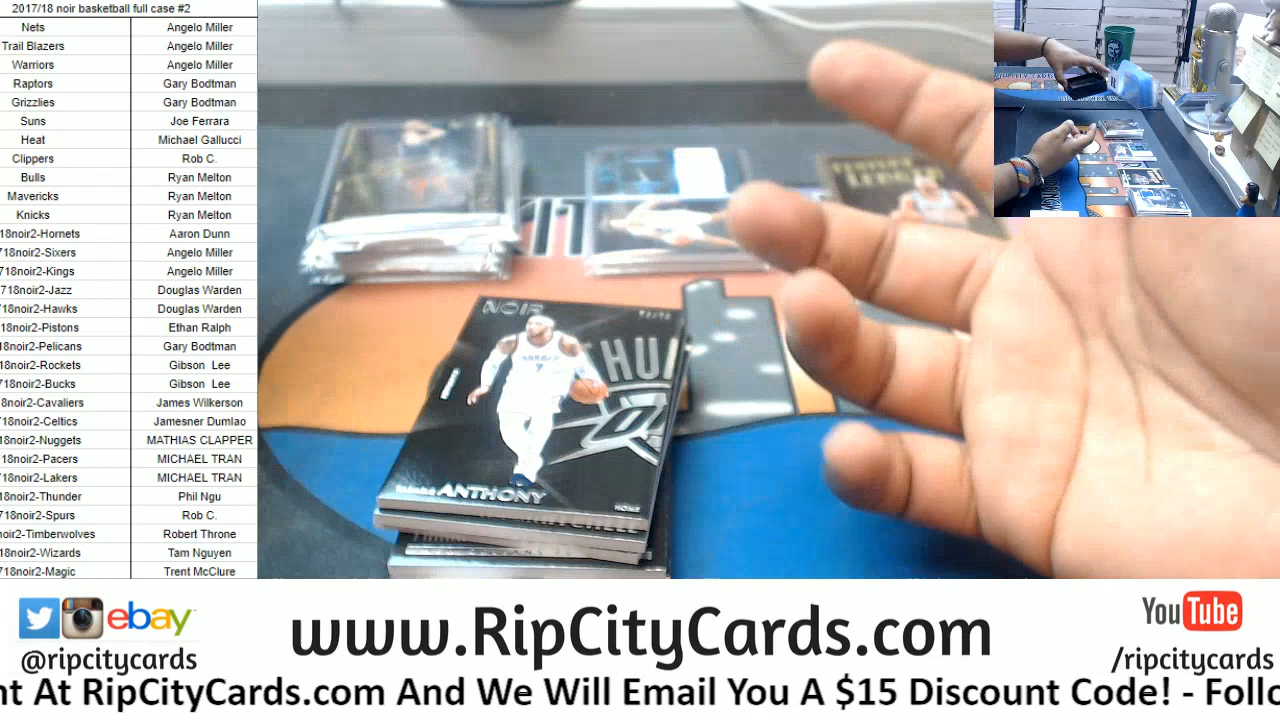 2017/18 noir basketball full case #2
Nets Angelo Miller
Trail Blazers Angelo Miller
Warriors Angelo Miller
Raptors Gary Bodtman
Grizzlies Gary Bodtman
Suns Joe Ferrara
Heat Michael Gallucci
Clippers Rob C.
Bulls Ryan Melton
Mavericks Ryan Melton
Knicks Ryan Melton
18noir2-Hornets Aaron Dunn
718noir2-Sixers Angelo Miller
718noir2-Kings Angelo Miller
718noir2-Jazz Douglas Warden
718noir2-Hawks Douglas Warden
18noir2-Pistons Ethan Ralph
18noir2-Pelicans Gary Bodtman
18noir2-Rockets Gibson Lee
718noir2-Bucks Gibson Lee
8noir2-Cavaliers James Wilkerson
718noir2-Celtics Jamesner Dumlao
18noir2-Nuggets MATHIAS CLAPPER
718noir2-Pacers MICHAEL TRAN
718noir2-Lakers MICHAEL TRAN
18noir2-Thunder Phil Ngu
718noir2-Spurs Rob C.
noir2-Timberwolves Robert Throne
18noir2-Wizards Tam Nguyen
718noir2-Magic Trent McClure
NOIR
THU
ANTHONY
HOME
ebay
@ripcitycards
www.RipCityCards.com
YouTube
/ripcitycards
nt At RipCityCards.com And We Will Email You A $15 Discount Code! - Follo